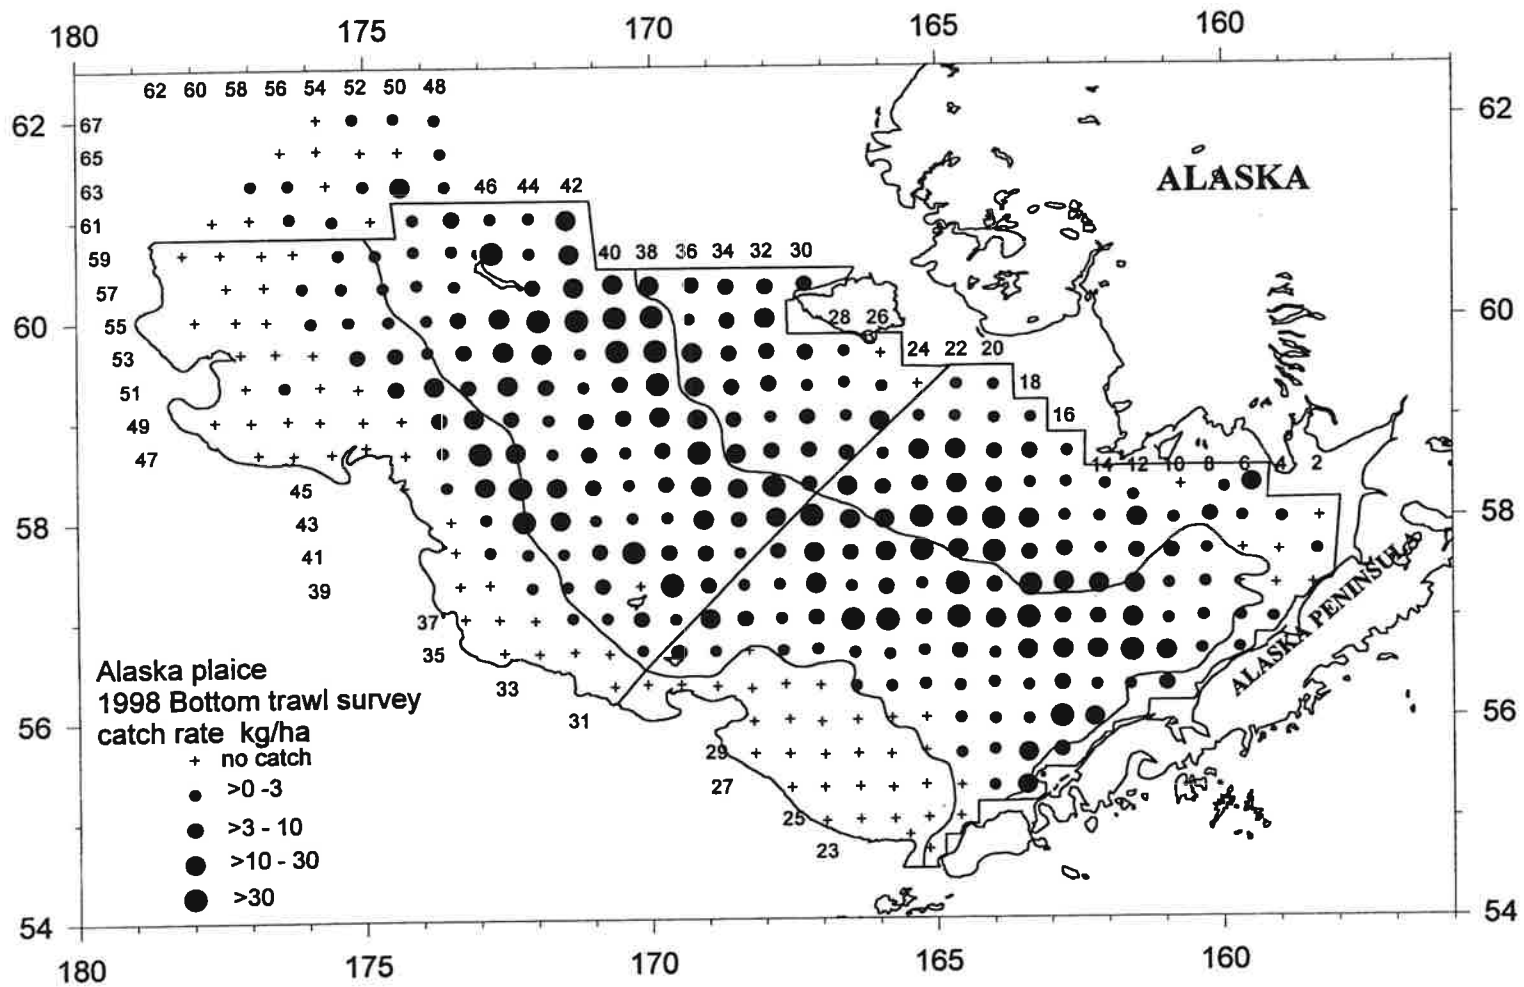 180 175 170 165 160
62 60 58 56 54 52 50 48
62 67 62
65
ALASKA
63 46 44 42
61
59 40 38 36 34 32 30
57
60 55 28 26 60
53 24 22 20
51 18
49 16
47 14 12 10 8 6 4 2
45
58 43 58
41
39
37
ALASKA PENINSULA
35
Alaska plaice
33
1998 Bottom trawl survey
31
56 catch rate kg/ha 56
+ no catch 29
>0 -3 27
>3 - 10 25
>10 - 30 23
>30
54 54
180 175 170 165 160